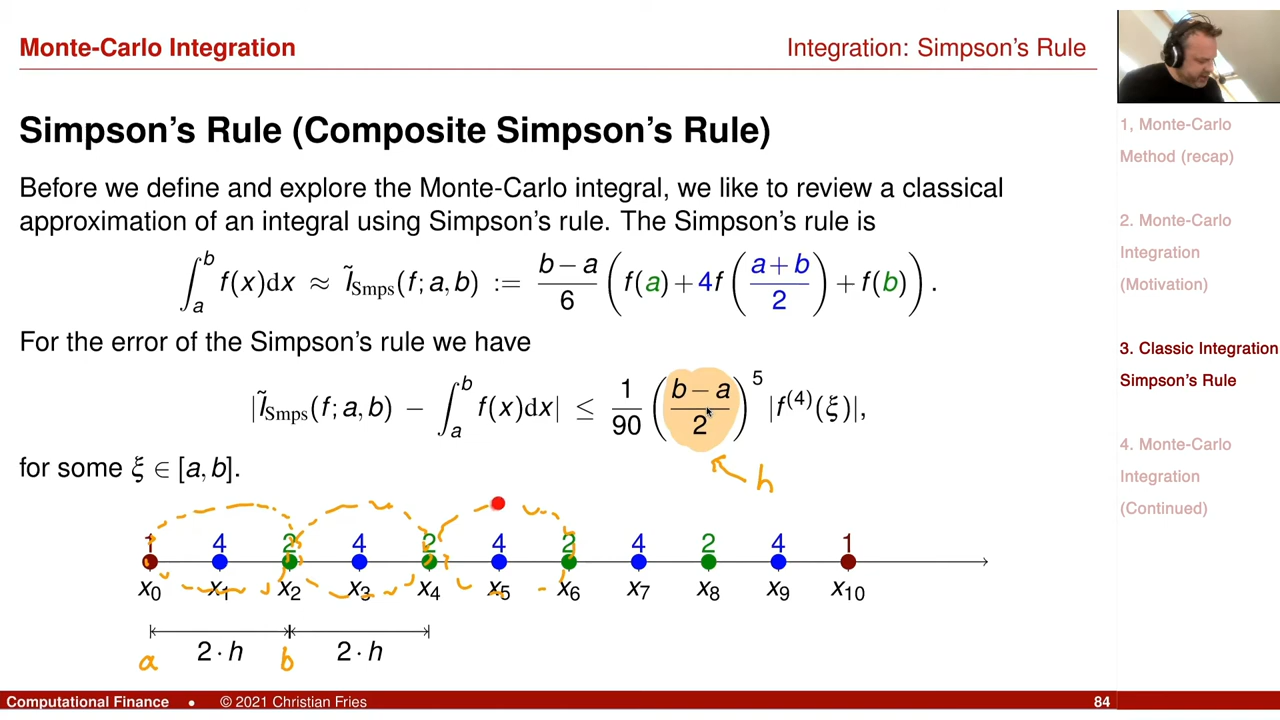 Monte-Carlo Integration
Integration: Simpson's Rule
Simpson's Rule (Composite Simpson's Rule)
Before we define and explore the Monte-Carlo integral, we like to review a classical
approximation of an integral using Simpson's rule. The Simpson's rule is
∫_a^b f(x)dx ≈ Ĩ_Smps(f; a, b) := (b − a)/6 (f(a) + 4f((a + b)/2) + f(b)).
For the error of the Simpson's rule we have
|Ĩ_Smps(f; a, b) − ∫_a^b f(x)dx| ≤ 1/90 ((b − a)/2)^5 |f^(4)(ξ)|,
for some ξ ∈ [a, b].
h
1 4 2 4 2 4 2 4 2 4 1
x0 x1 x2 x3 x4 x5 x6 x7 x8 x9 x10
2 · h 2 · h
a b
1, Monte-Carlo
Method (recap)
2. Monte-Carlo
Integration
(Motivation)
3. Classic Integration
Simpson's Rule
4. Monte-Carlo
Integration
(Continued)
Computational Finance • © 2021 Christian Fries 84